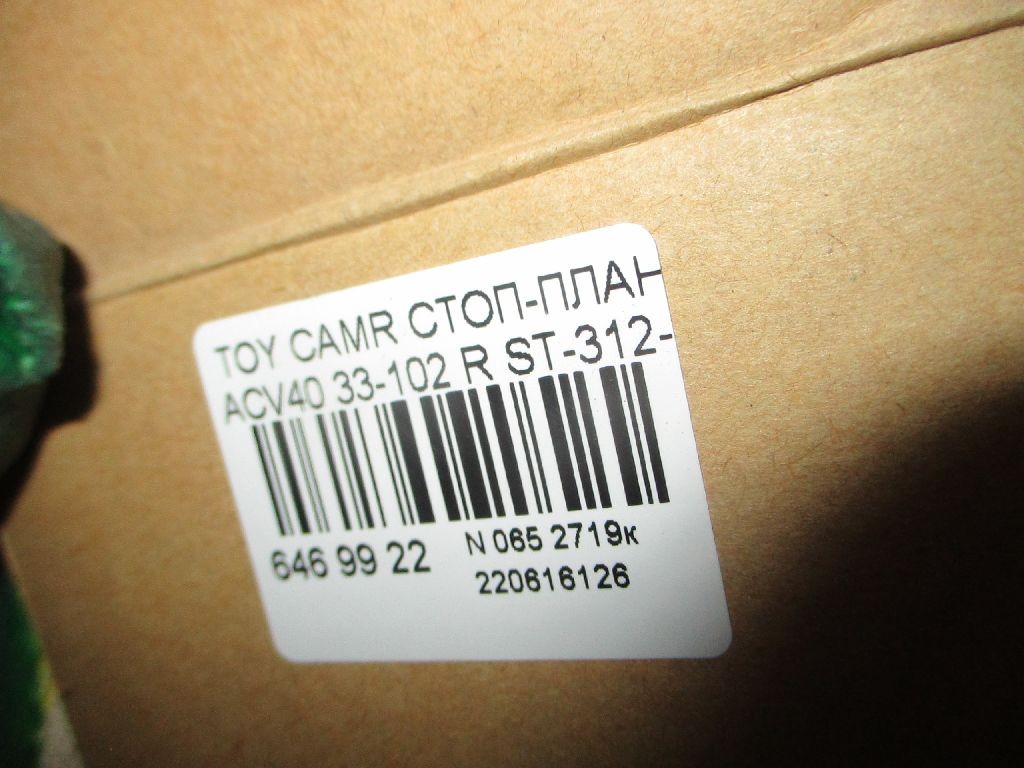 TOY CAMR СТОП-ПЛАН
ACV40 33-102 R ST-312-
646 99 22
N 065 2719к
220616126